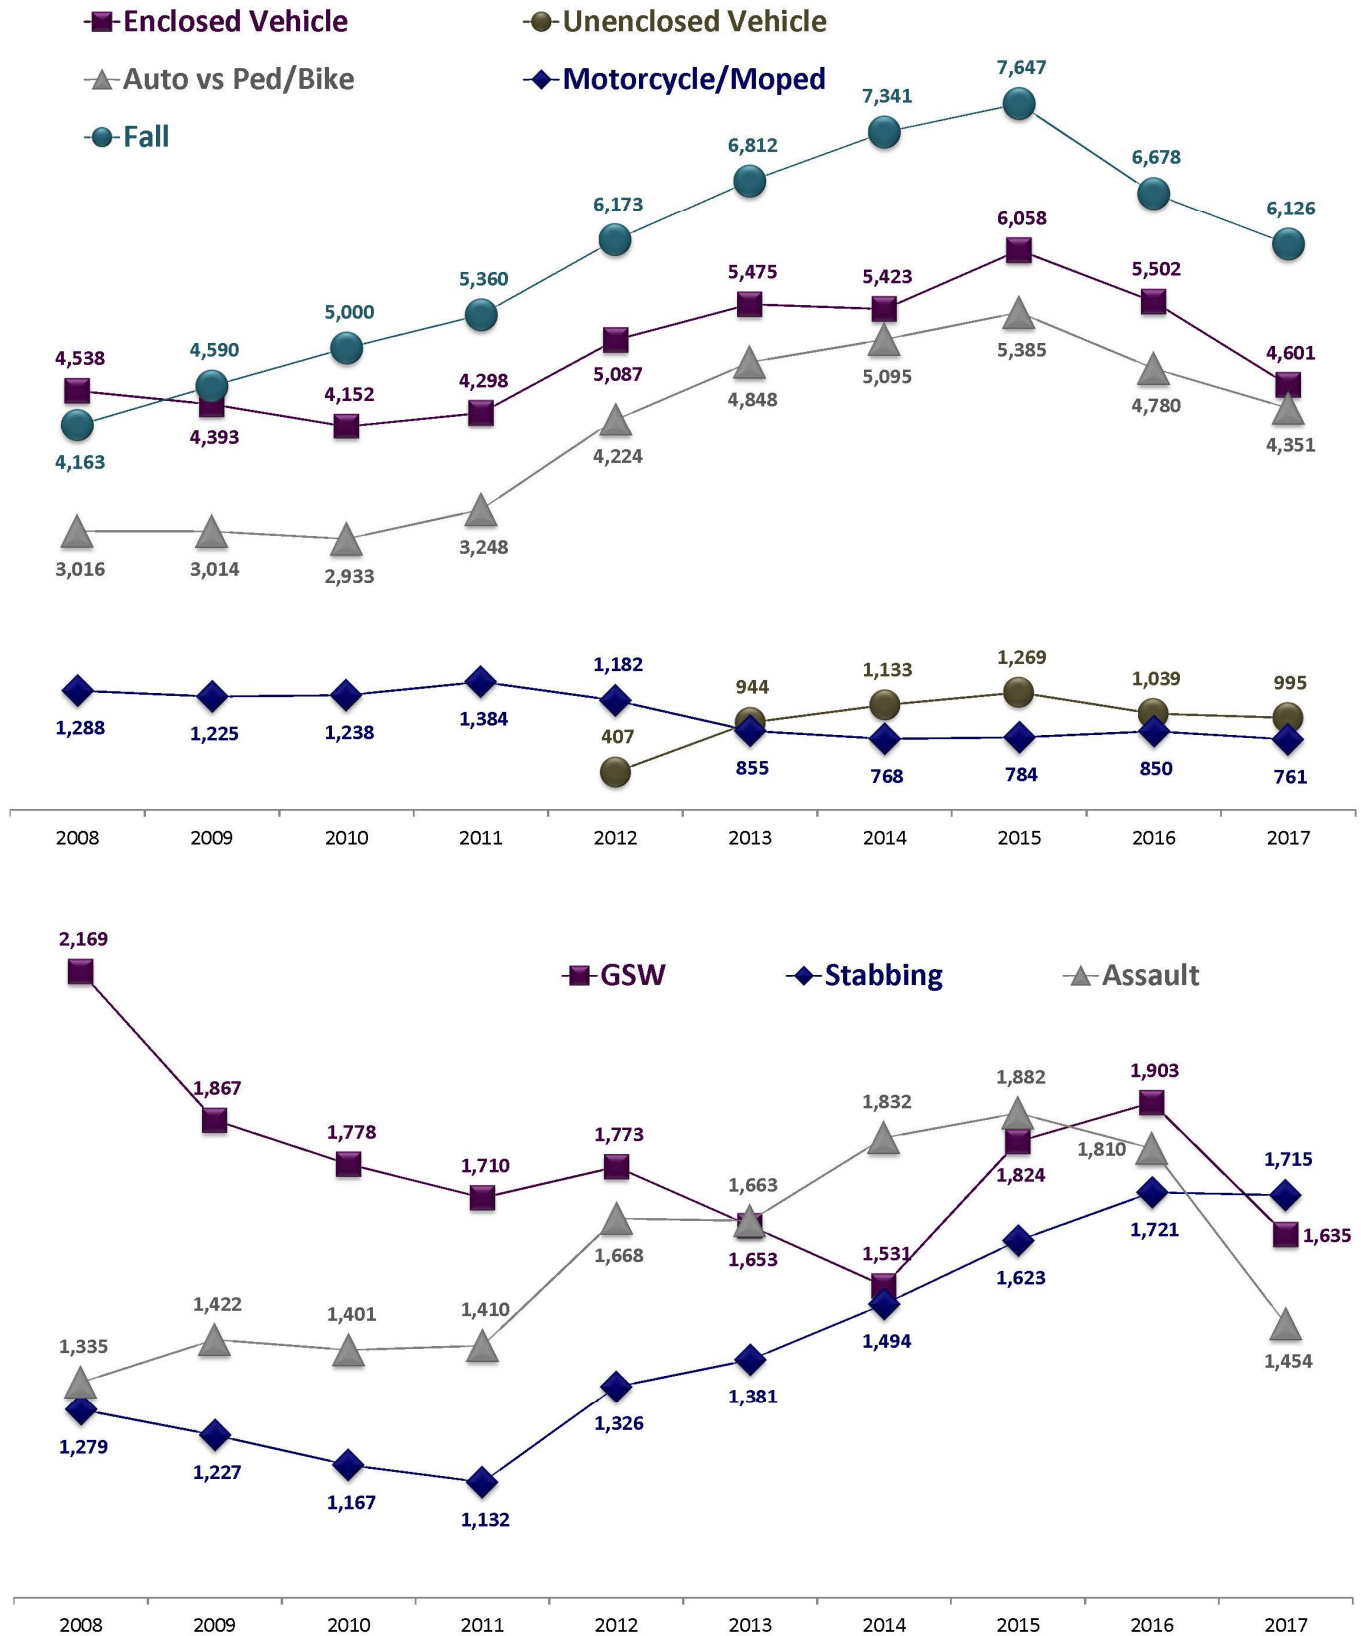 Enclosed Vehicle Unenclosed Vehicle
Auto vs Ped/Bike Motorcycle/Moped
Fall
7,647
7,341
6,812
6,678
6,173
6,126
6,058
5,475 5,423 5,502
5,360
5,000
4,538 4,590 4,601
4,152 4,298 5,087 5,385
5,095
4,848 4,780
4,393
4,163 4,224 4,351
3,248
3,016 3,014 2,933
1,182 1,269
1,133 1,039 995
944
1,288 1,225 1,238 1,384 407
855 768 784 850 761
2008 2009 2010 2011 2012 2013 2014 2015 2016 2017
2,169
GSW Stabbing Assault
1,867
1,903
1,882
1,832
1,778 1,773
1,810
1,710 1,715
1,824
1,663
1,721
1,668 1,653 1,531 1,635
1,623
1,422 1,401 1,410
1,335 1,494 1,454
1,381
1,326
1,279
1,227
1,167
1,132
2008 2009 2010 2011 2012 2013 2014 2015 2016 2017